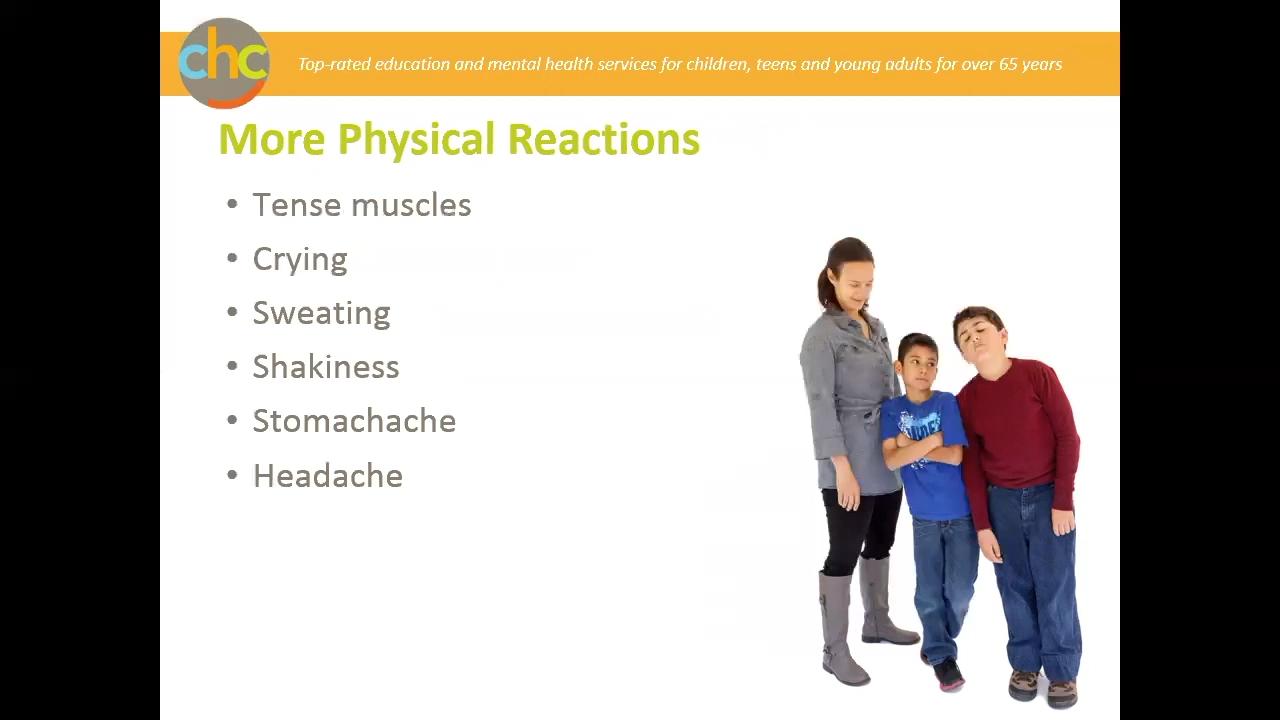 chc
Top-rated education and mental health services for children, teens and young adults for over 65 years
More Physical Reactions
• Tense muscles
• Crying
• Sweating
• Shakiness
• Stomachache
• Headache